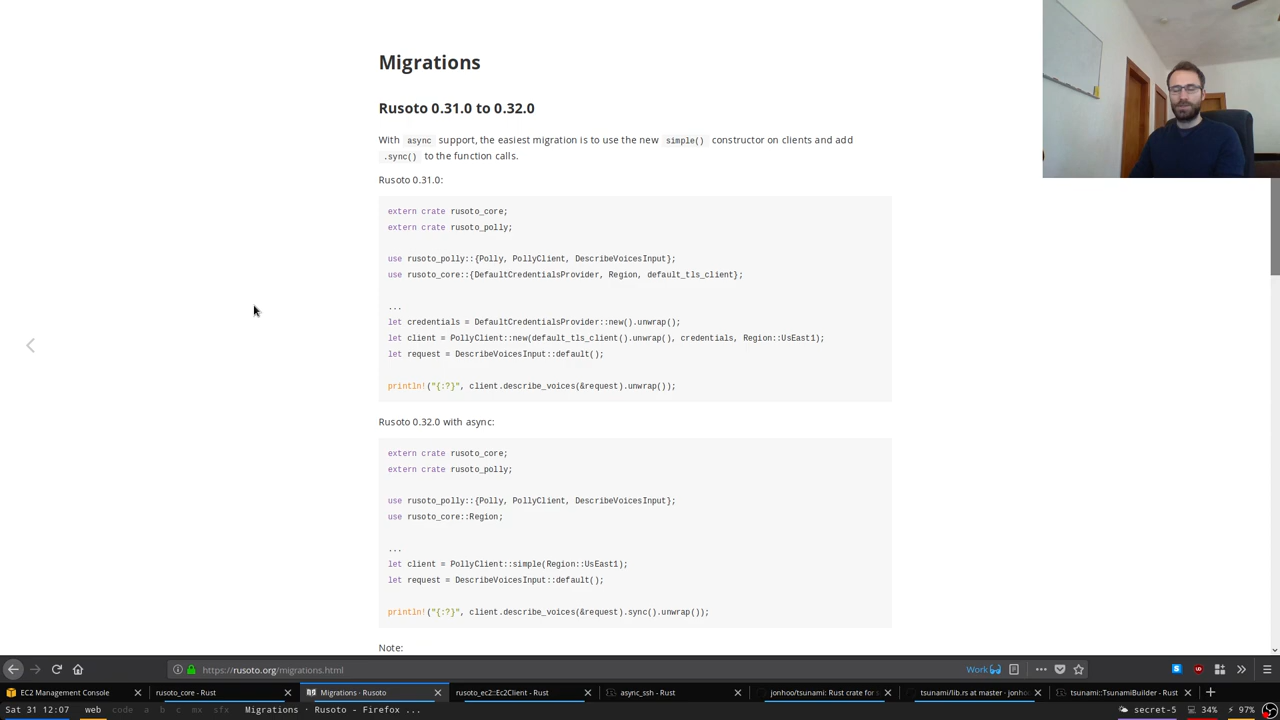 Migrations
Rusoto 0.31.0 to 0.32.0
With async support, the easiest migration is to use the new simple() constructor on clients and add
.sync() to the function calls.
Rusoto 0.31.0:
extern crate rusoto_core;
extern crate rusoto_polly;
use rusoto_polly::{Polly, PollyClient, DescribeVoicesInput};
use rusoto_core::{DefaultCredentialsProvider, Region, default_tls_client};
...
let credentials = DefaultCredentialsProvider::new().unwrap();
let client = PollyClient::new(default_tls_client().unwrap(), credentials, Region::UsEast1);
let request = DescribeVoicesInput::default();
println!("{:?}", client.describe_voices(&request).unwrap());
Rusoto 0.32.0 with async:
extern crate rusoto_core;
extern crate rusoto_polly;
use rusoto_polly::{Polly, PollyClient, DescribeVoicesInput};
use rusoto_core::Region;
...
let client = PollyClient::simple(Region::UsEast1);
let request = DescribeVoicesInput::default();
println!("{:?}", client.describe_voices(&request).sync().unwrap());
Note:
https://rusoto.org/migrations.html Work
EC2 Management Console rusoto_core - Rust Migrations · Rusoto rusoto_ec2::Ec2Client - Rust async_ssh - Rust jonhoo/tsunami: Rust crate for tsunami/lib.rs at master · jonho tsunami::TsunamiBuilder - Rust
Sat 31 12:07 web code a b c mx sfx Migrations · Rusoto - Firefox ... secret-5 34% 97%